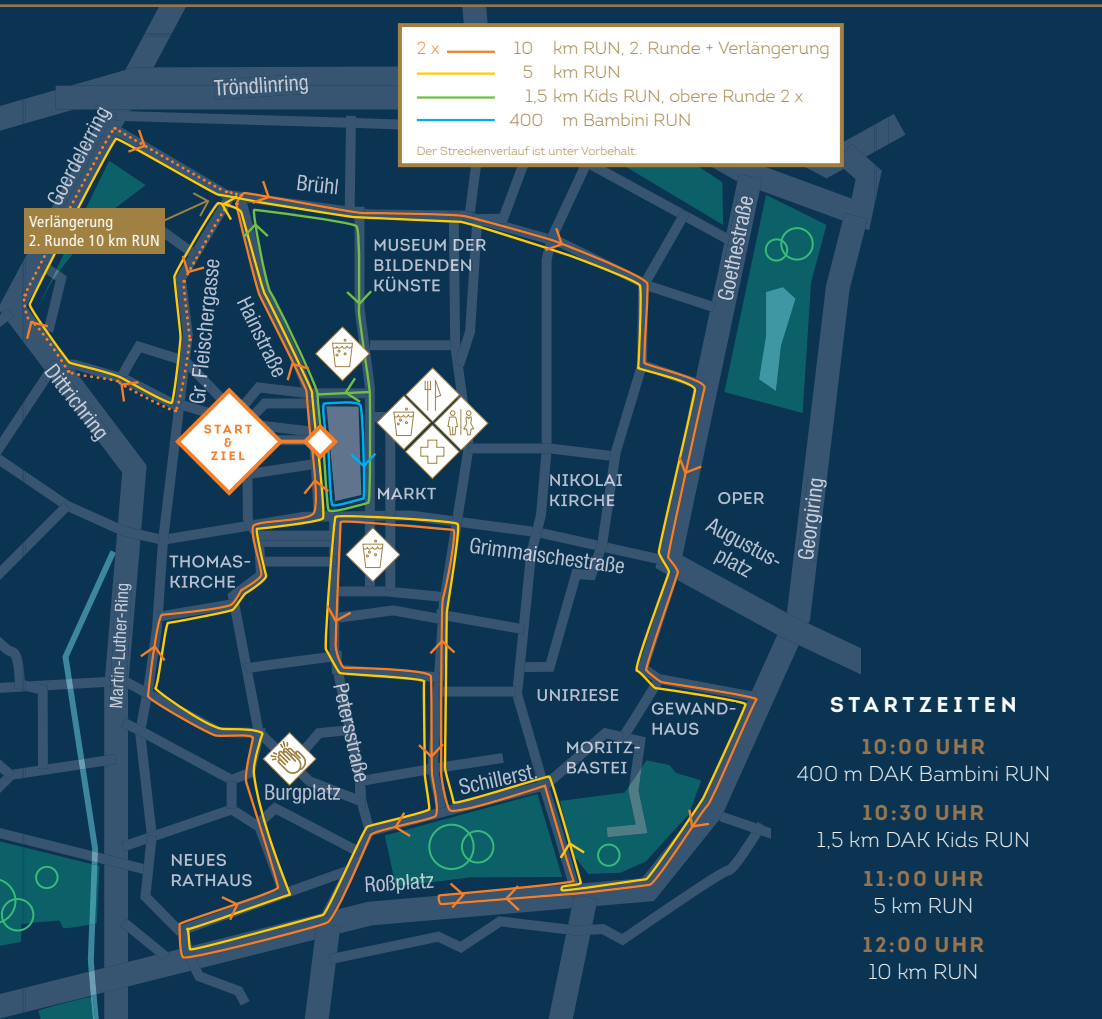 2 x 10 km RUN, 2. Runde + Verlängerung
5 km RUN
1,5 km Kids RUN, obere Runde 2 x
400 m Bambini RUN
Der Streckenverlauf ist unter Vorbehalt.
Tröndlinring
Goerdelerring
Brühl
Verlängerung
2. Runde 10 km RUN
MUSEUM DER
BILDENDEN
KÜNSTE
Goethestraße
Gr. Fleischergasse
Hainstraße
Dittrichring
START
&
ZIEL
MARKT
NIKOLAI
KIRCHE
OPER
Georgiring
Augustus-
platz
Grimmaischestraße
THOMAS-
KIRCHE
Martin-Luther-Ring
Petersstraße
UNIRIESE
GEWAND-
HAUS
MORITZ-
BASTEI
Schillerst.
Burgplatz
NEUES
RATHAUS
Roßplatz
STARTZEITEN
10:00 UHR
400 m DAK Bambini RUN
10:30 UHR
1,5 km DAK Kids RUN
11:00 UHR
5 km RUN
12:00 UHR
10 km RUN